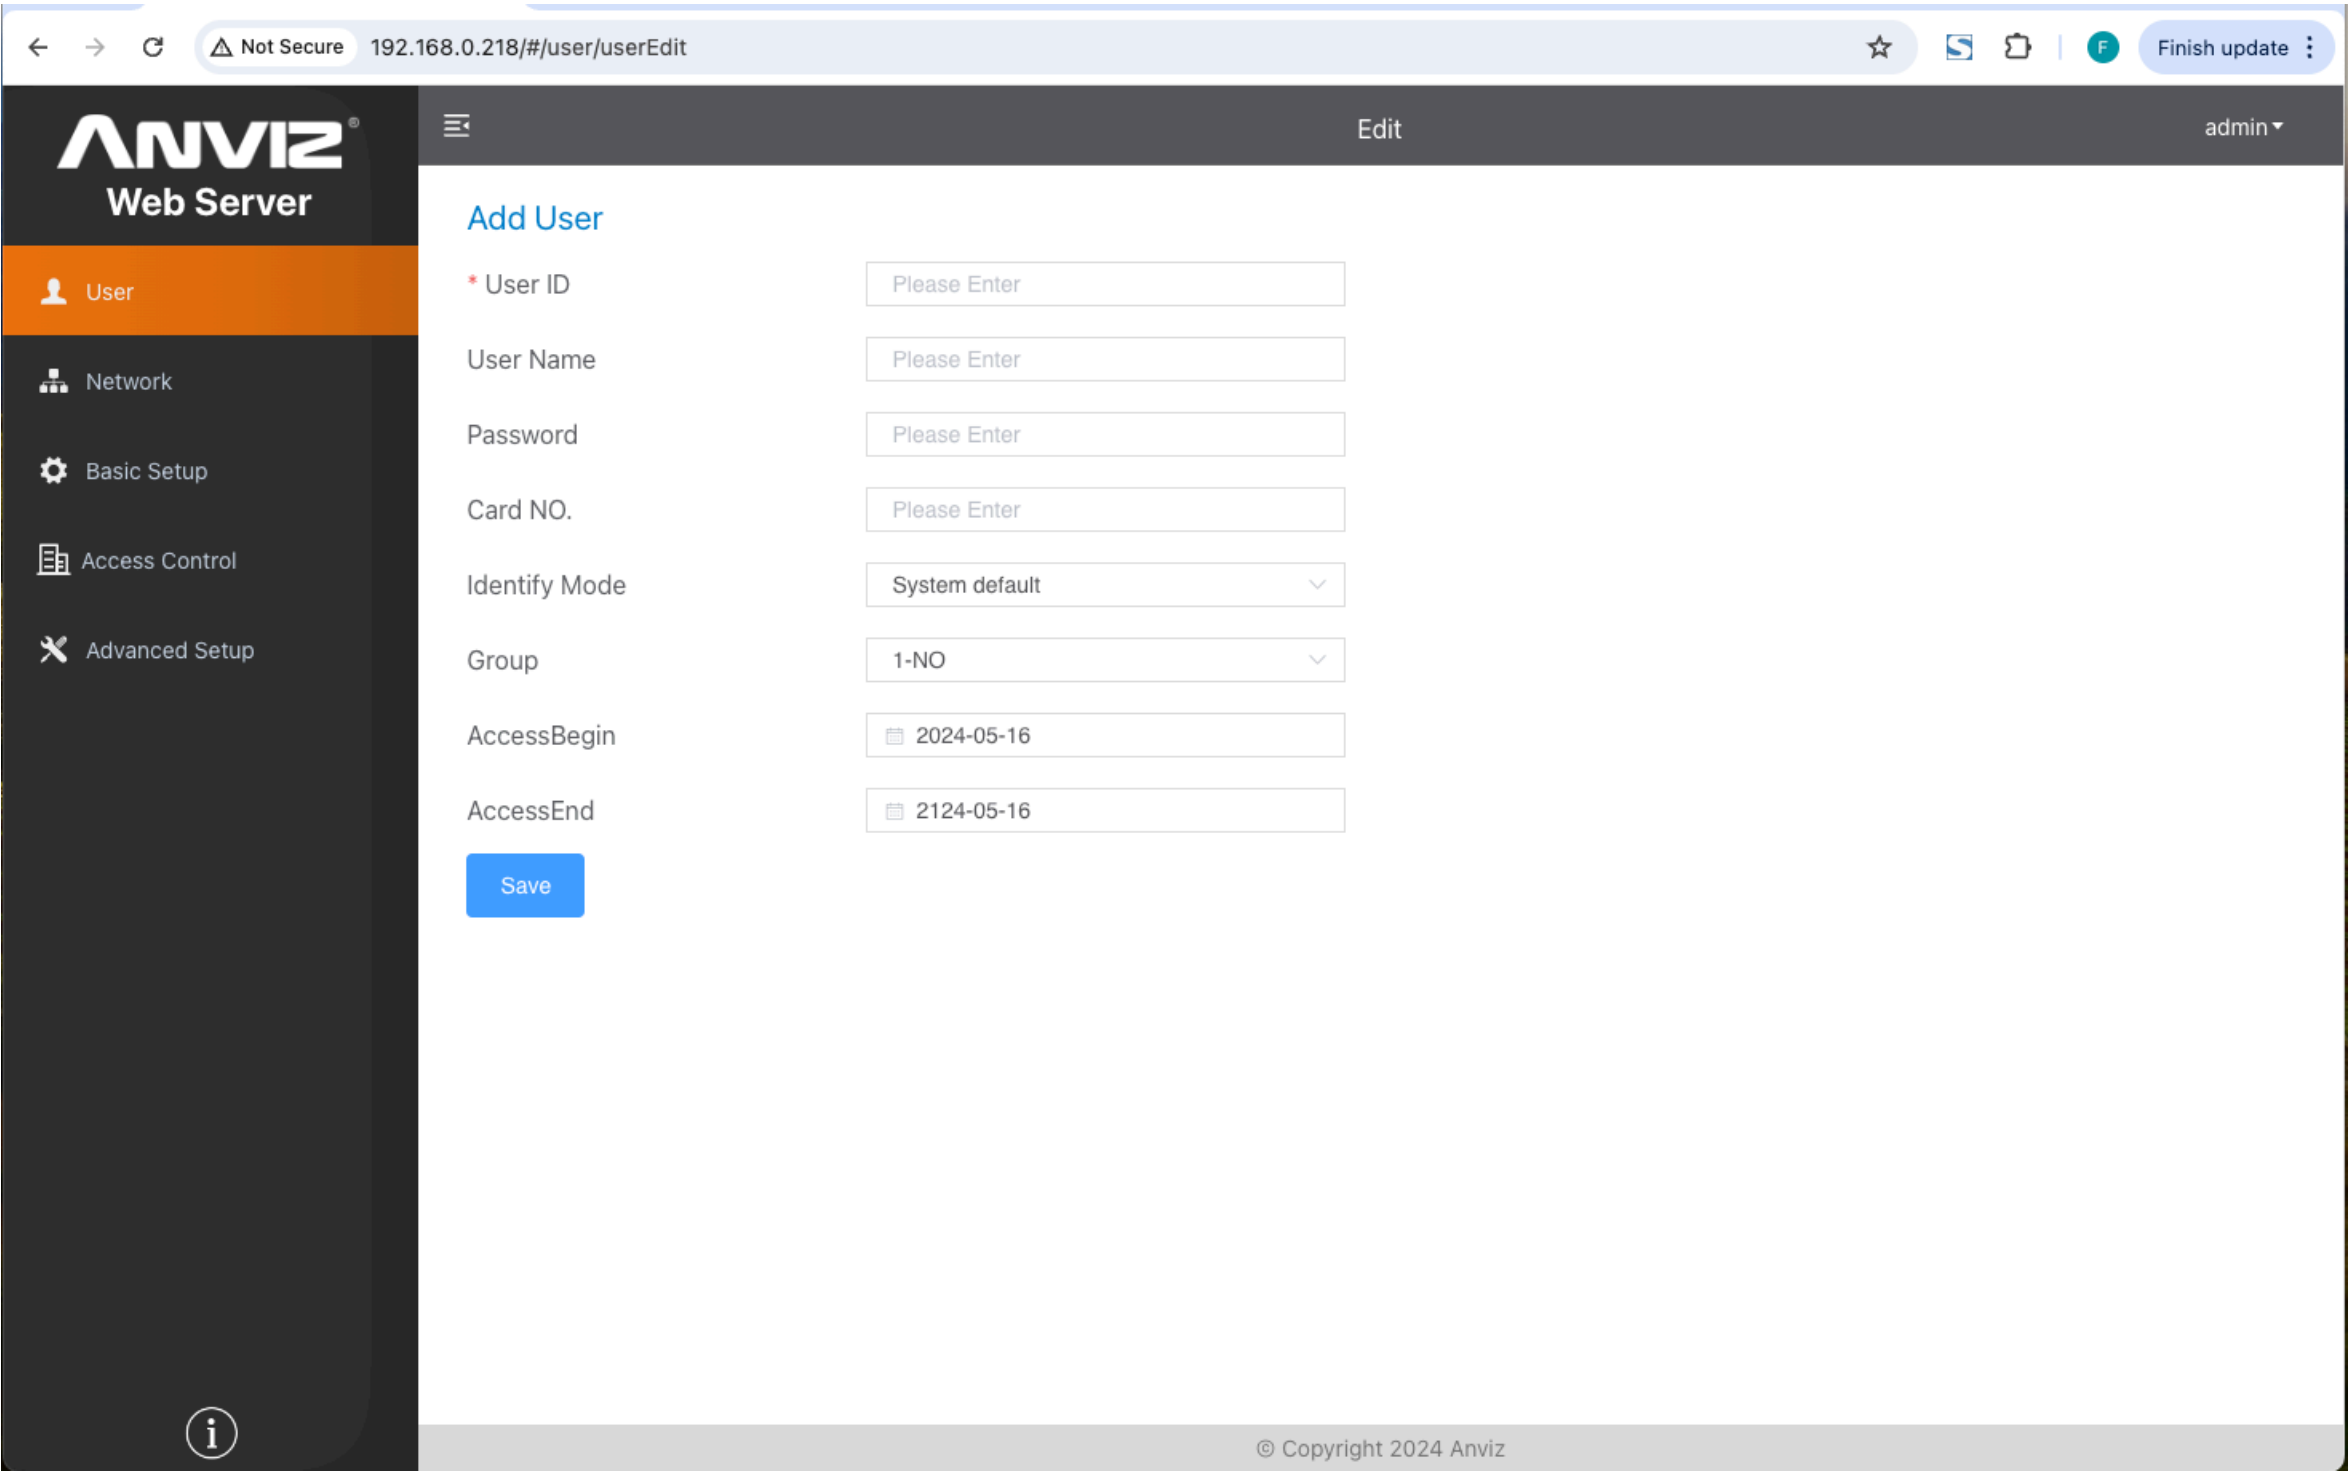 Not Secure 192.168.0.218/#/user/userEdit F Finish update
ANVIZ®
Web Server
Edit
admin
User
Network
Basic Setup
Access Control
Advanced Setup
Add User
* User ID Please Enter
User Name Please Enter
Password Please Enter
Card NO. Please Enter
Identify Mode System default
Group 1-NO
AccessBegin 2024-05-16
AccessEnd 2124-05-16
Save
© Copyright 2024 Anviz